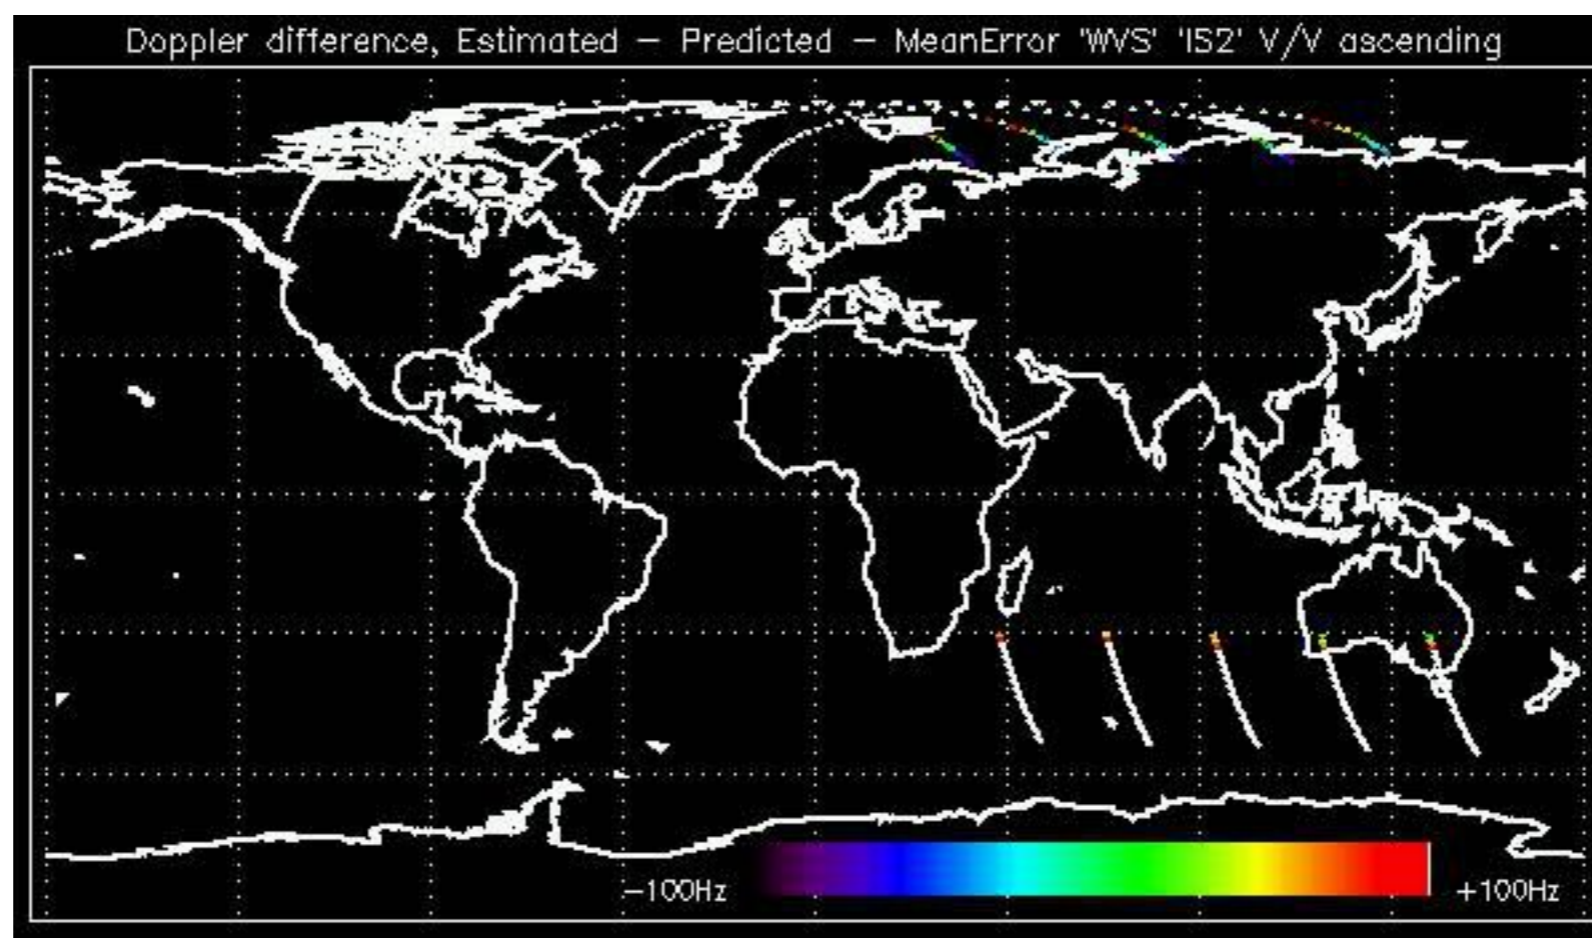 Doppler difference, Estimated - Predicted - MeanError 'WVS' 'IS2' V/V ascending
-100Hz
+100Hz